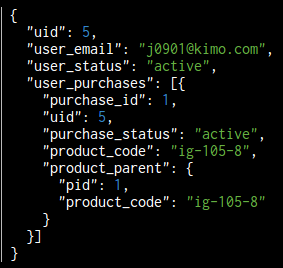 {
  "uid": 5,
  "user_email": "j0901@kimo.com",
  "user_status": "active",
  "user_purchases": [{
    "purchase_id": 1,
    "uid": 5,
    "purchase_status": "active",
    "product_code": "ig-105-8",
    "product_parent": {
      "pid": 1,
      "product_code": "ig-105-8"
    }
  }]
}